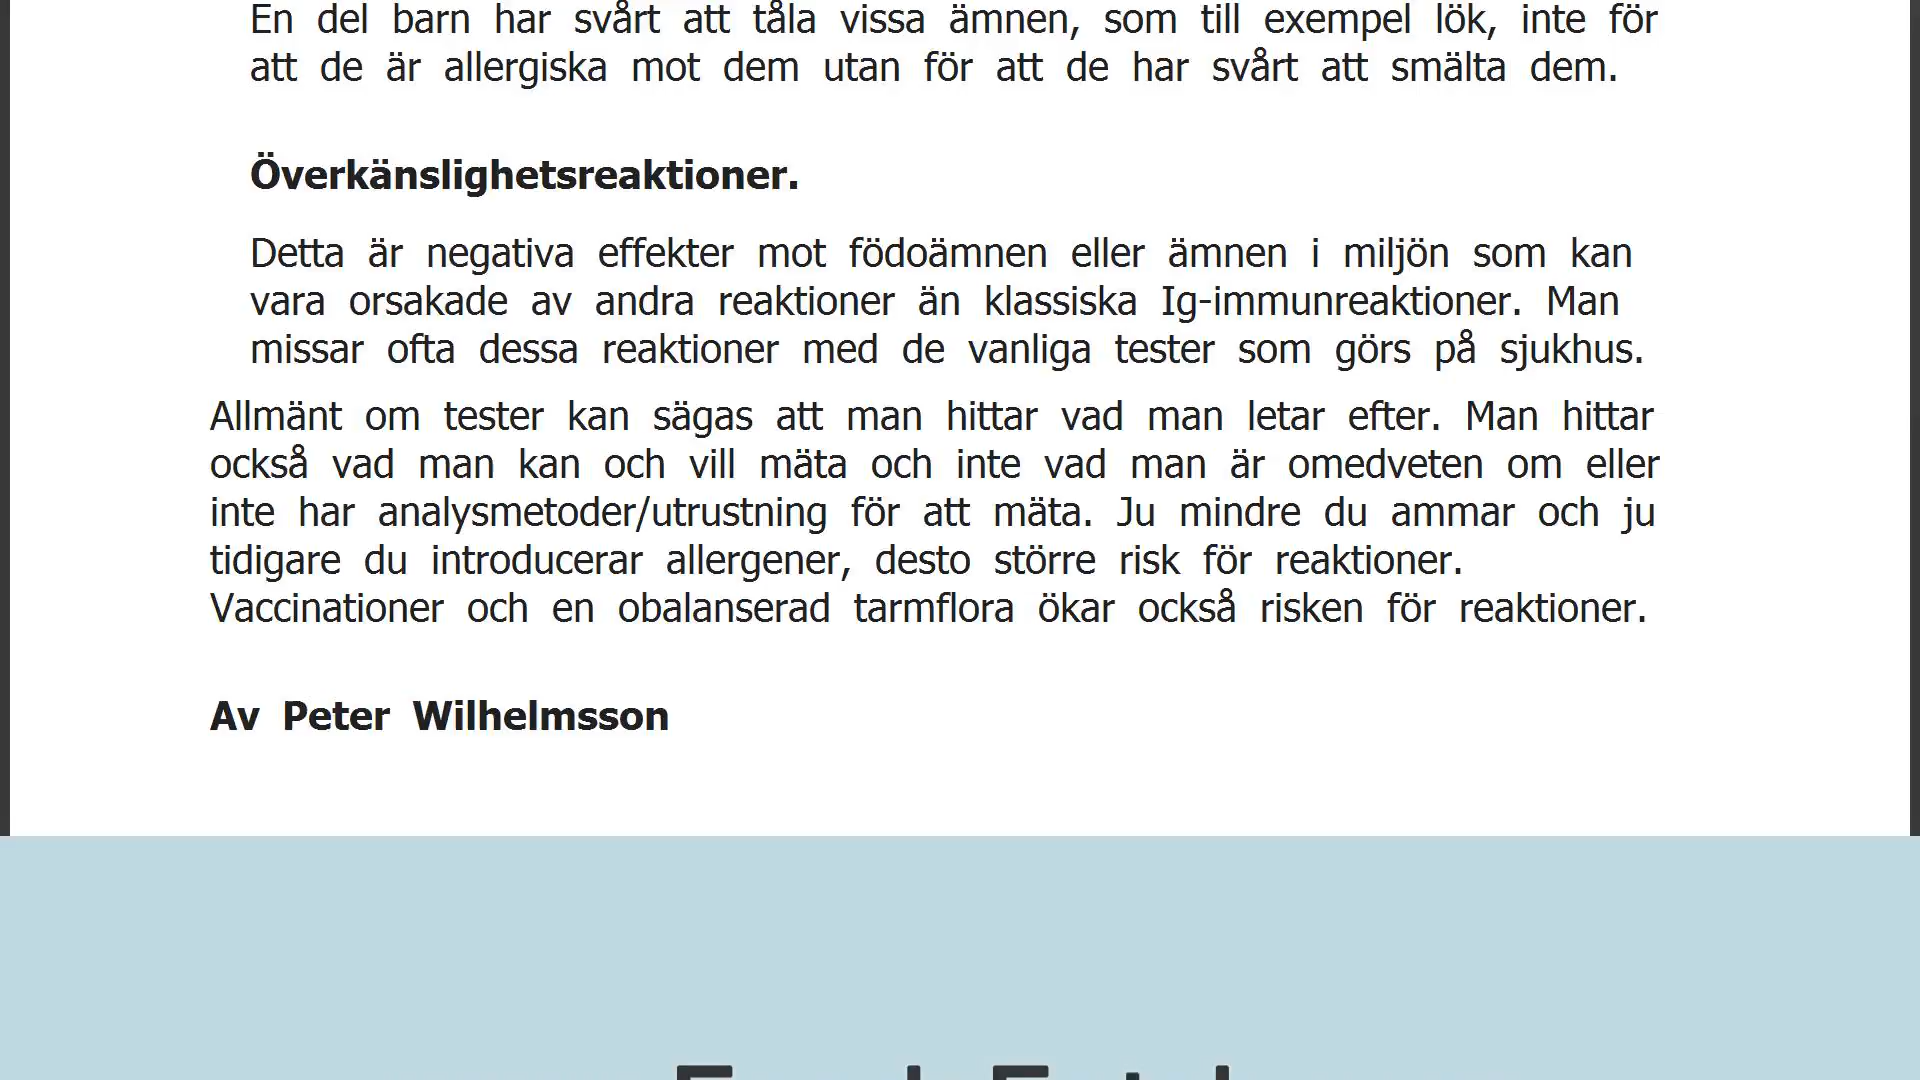 En del barn har svårt att tåla vissa ämnen, som till exempel lök, inte för
att de är allergiska mot dem utan för att de har svårt att smälta dem.
Överkänslighetsreaktioner.
Detta är negativa effekter mot födoämnen eller ämnen i miljön som kan
vara orsakade av andra reaktioner än klassiska Ig-immunreaktioner. Man
missar ofta dessa reaktioner med de vanliga tester som görs på sjukhus.
Allmänt om tester kan sägas att man hittar vad man letar efter. Man hittar
också vad man kan och vill mäta och inte vad man är omedveten om eller
inte har analysmetoder/utrustning för att mäta. Ju mindre du ammar och ju
tidigare du introducerar allergener, desto större risk för reaktioner.
Vaccinationer och en obalanserad tarmflora ökar också risken för reaktioner.
Av Peter Wilhelmsson